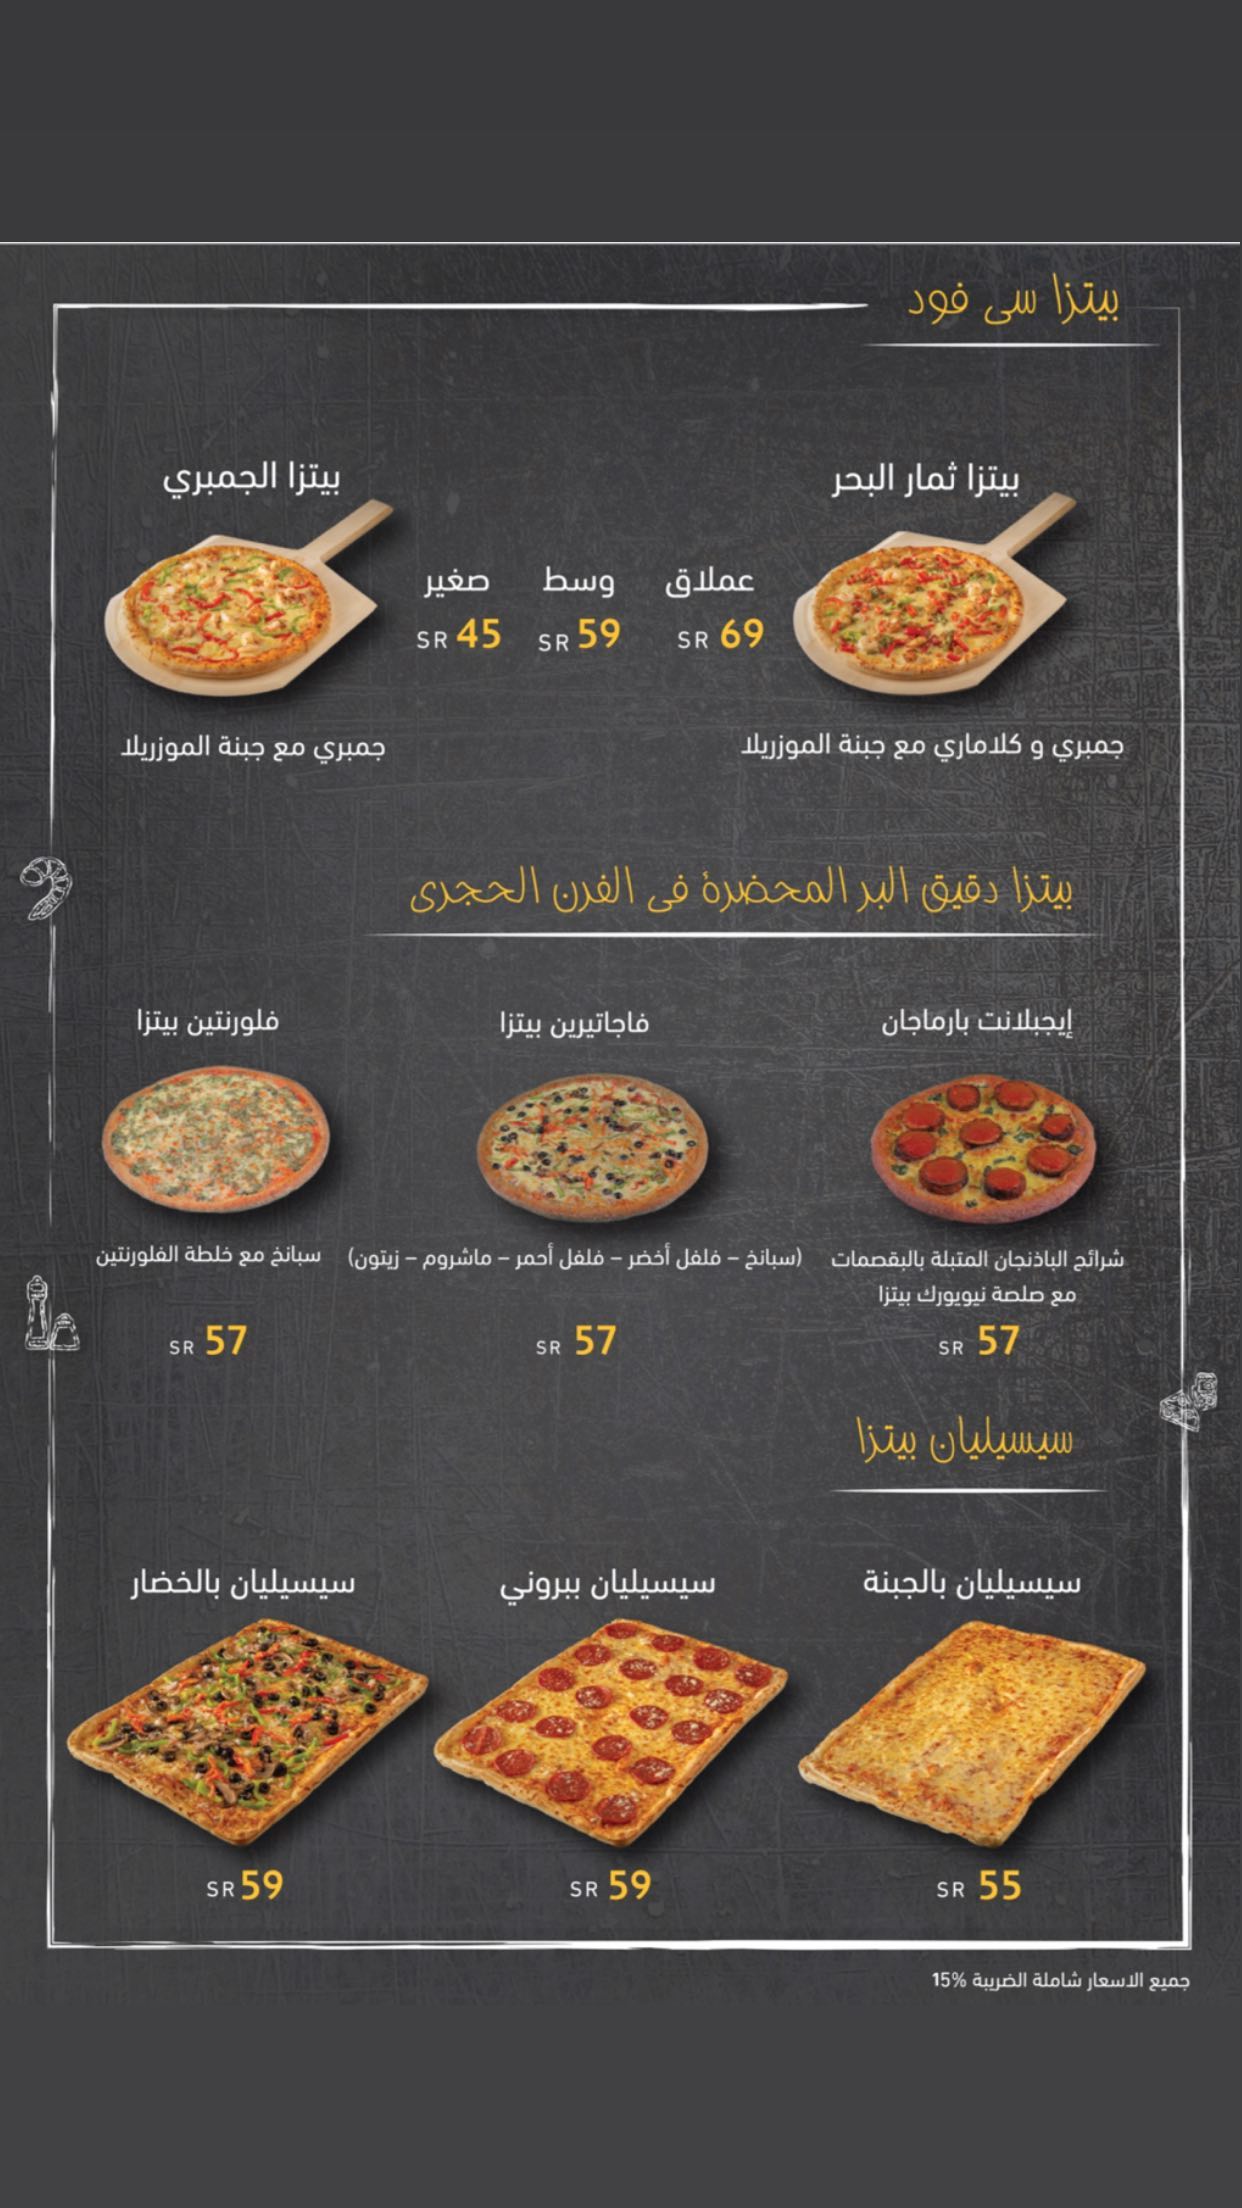 بيتزا سى فود
بيتزا ثمار البحر
بيتزا الجمبري
عملاق
وسط
صغير
SR 69
SR 59
SR 45
جمبري و كلاماري مع جبنة الموزريلا
جمبري مع جبنة الموزريلا
بيتزا دقيق البر المحضرة فى الفرن الحجرى
إيجبلانت بارماجان
فاجاتيرين بيتزا
فلورنتين بيتزا
شرائح الباذنجان المتبلة بالبقصمات
مع صلصة نيويورك بيتزا
(سبانخ – فلفل أخضر – فلفل أحمر – ماشروم – زيتون)
سبانخ مع خلطة الفلورنتين
SR 57
SR 57
SR 57
سيسيليان بيتزا
سيسيليان بالجبنة
سيسيليان ببروني
سيسيليان بالخضار
SR 55
SR 59
SR 59
جميع الاسعار شاملة الضريبة 15%